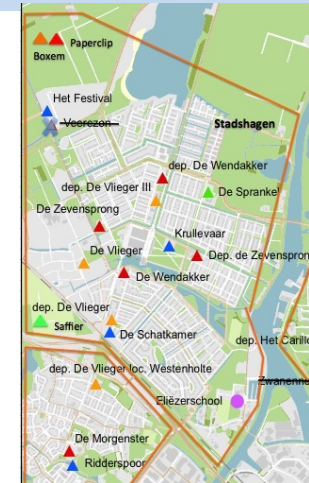 Paperclip
Boxem
Het Festival
Veerezon
Stadshagen
dep. De Wendakker
dep. De Vlieger III
De Sprankel
De Zevensprong
Krullevaar
De Vlieger
Dep. de Zevenspron
De Wendakker
dep. De Vlieger
Saffier
De Schatkamer
dep. Het Carillo
dep. De Vlieger loc. Westenholte
Zwanenne
Eliëzerschool
De Morgenster
Ridderspoor